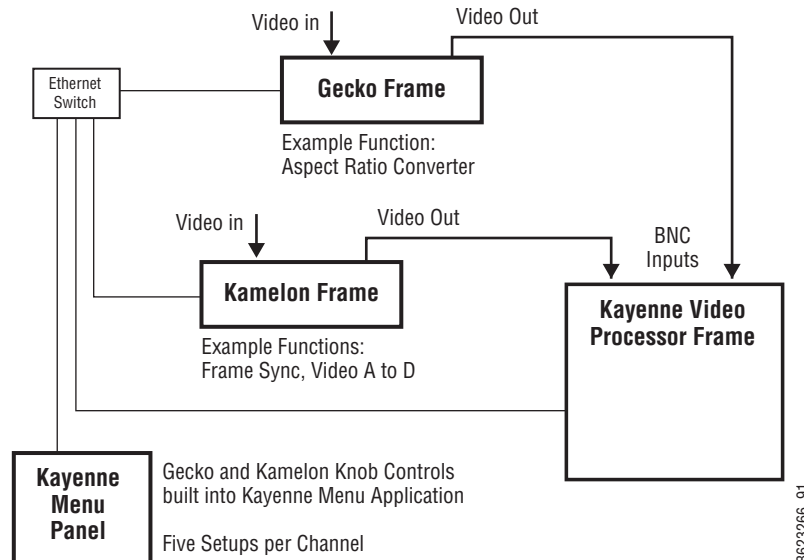 Video in
Video Out
Ethernet
Switch
Gecko Frame
Example Function:
Aspect Ratio Converter
Video in
Video Out
BNC
Inputs
Kamelon Frame
Kayenne Video
Processor Frame
Example Functions:
Frame Sync, Video A to D
Kayenne
Menu
Panel
Gecko and Kamelon Knob Controls
built into Kayenne Menu Application
Five Setups per Channel
8623266_91